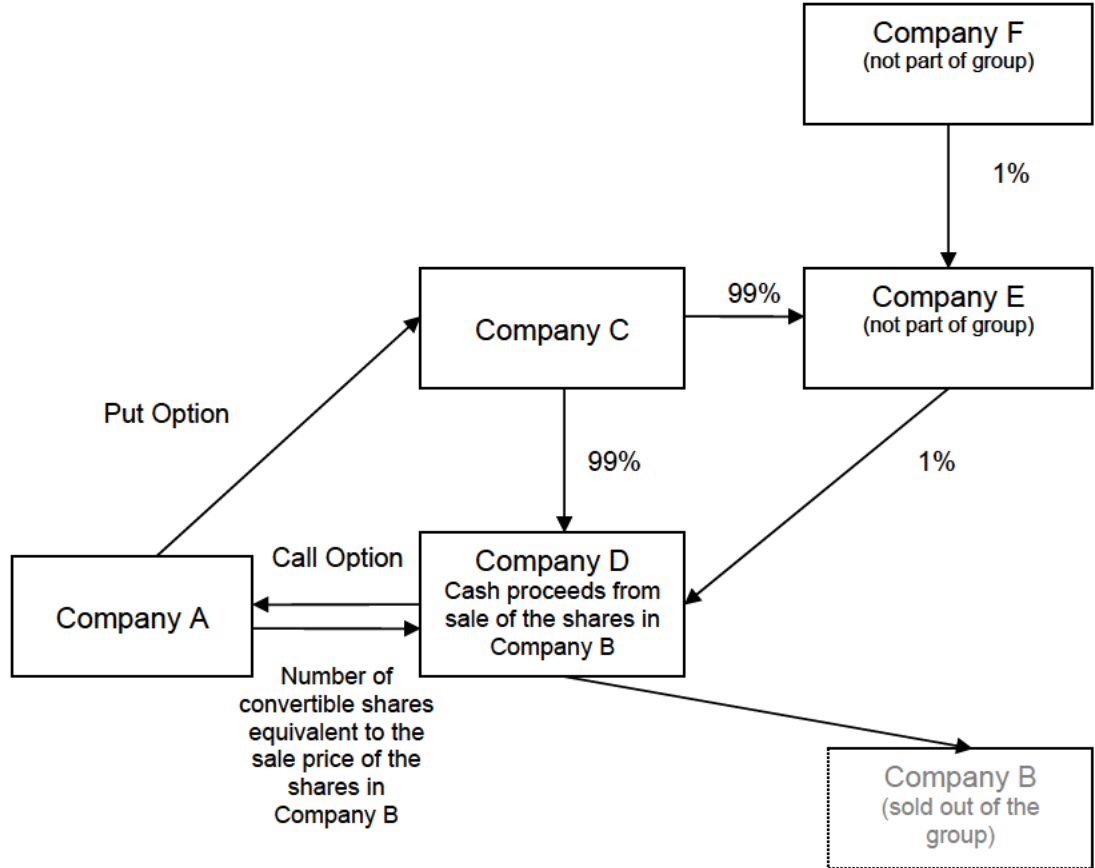 Company F
(not part of group)
1%
99%
Company E
(not part of group)
Company C
Put Option
99%
1%
Call Option
Company D
Cash proceeds from
sale of the shares in
Company B
Company A
Number of
convertible shares
equivalent to the
sale price of the
shares in
Company B
Company B
(sold out of the
group)